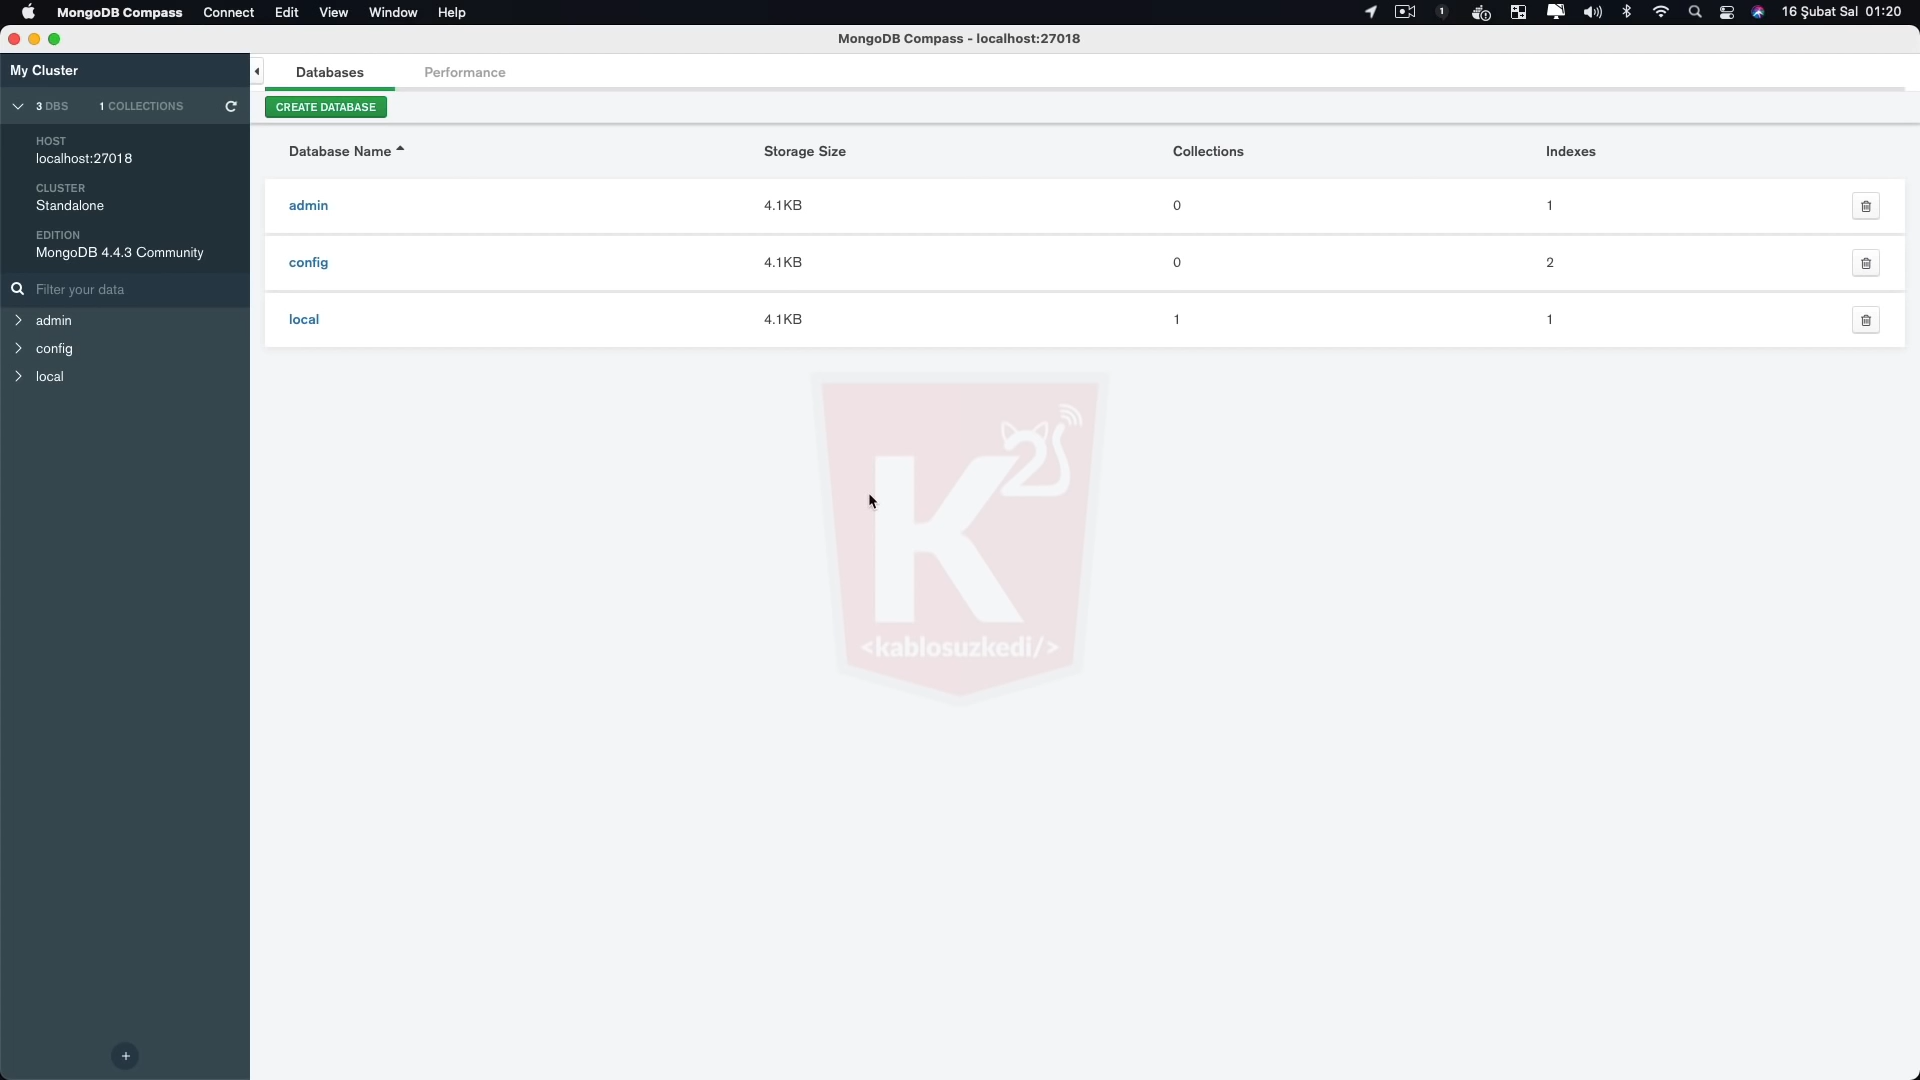 MongoDB Compass Connect Edit View Window Help 1 16 Şubat Sal 01:20
MongoDB Compass - localhost:27018
My Cluster
3 DBS 1 COLLECTIONS
HOST
localhost:27018
CLUSTER
Standalone
EDITION
MongoDB 4.4.3 Community
Filter your data
admin
config
local
+
Databases Performance
CREATE DATABASE
Database Name Storage Size Collections Indexes
admin 4.1KB 0 1
config 4.1KB 0 2
local 4.1KB 1 1
K2
<kablosuzkedi/>